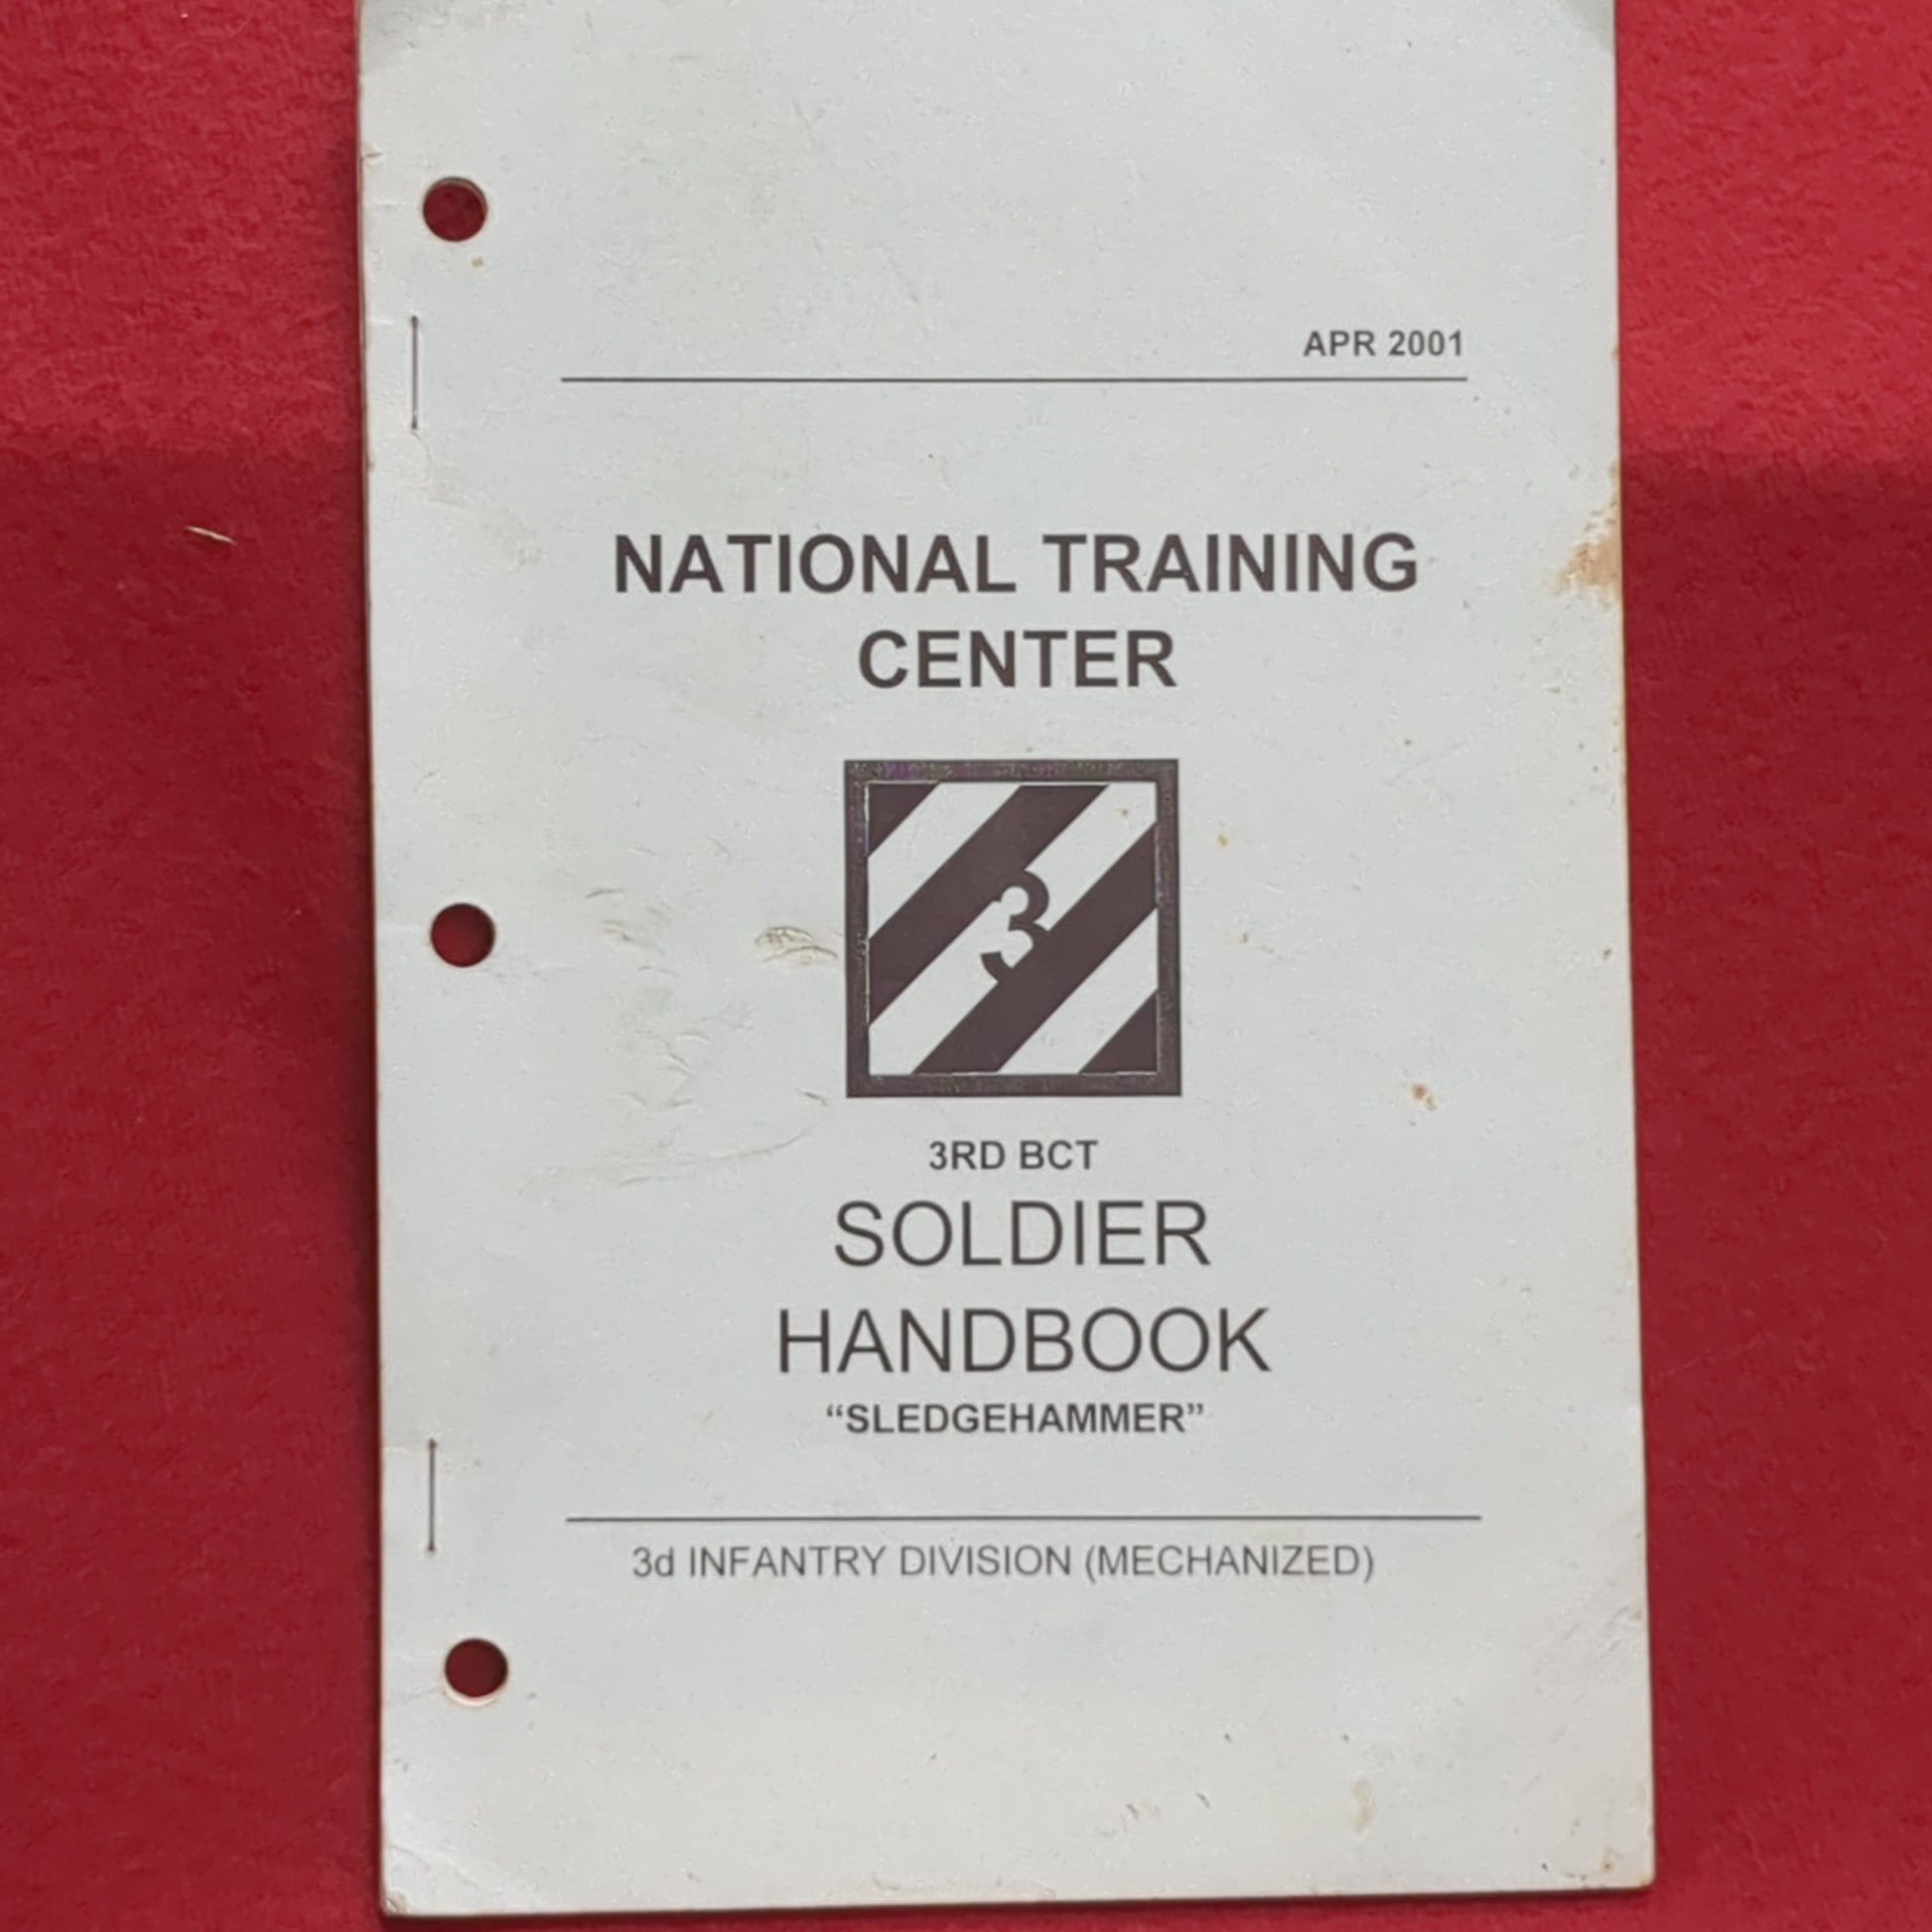 APR 2001
NATIONAL TRAINING
CENTER
3
3RD BCT
SOLDIER
HANDBOOK
“SLEDGEHAMMER”
3d INFANTRY DIVISION (MECHANIZED)